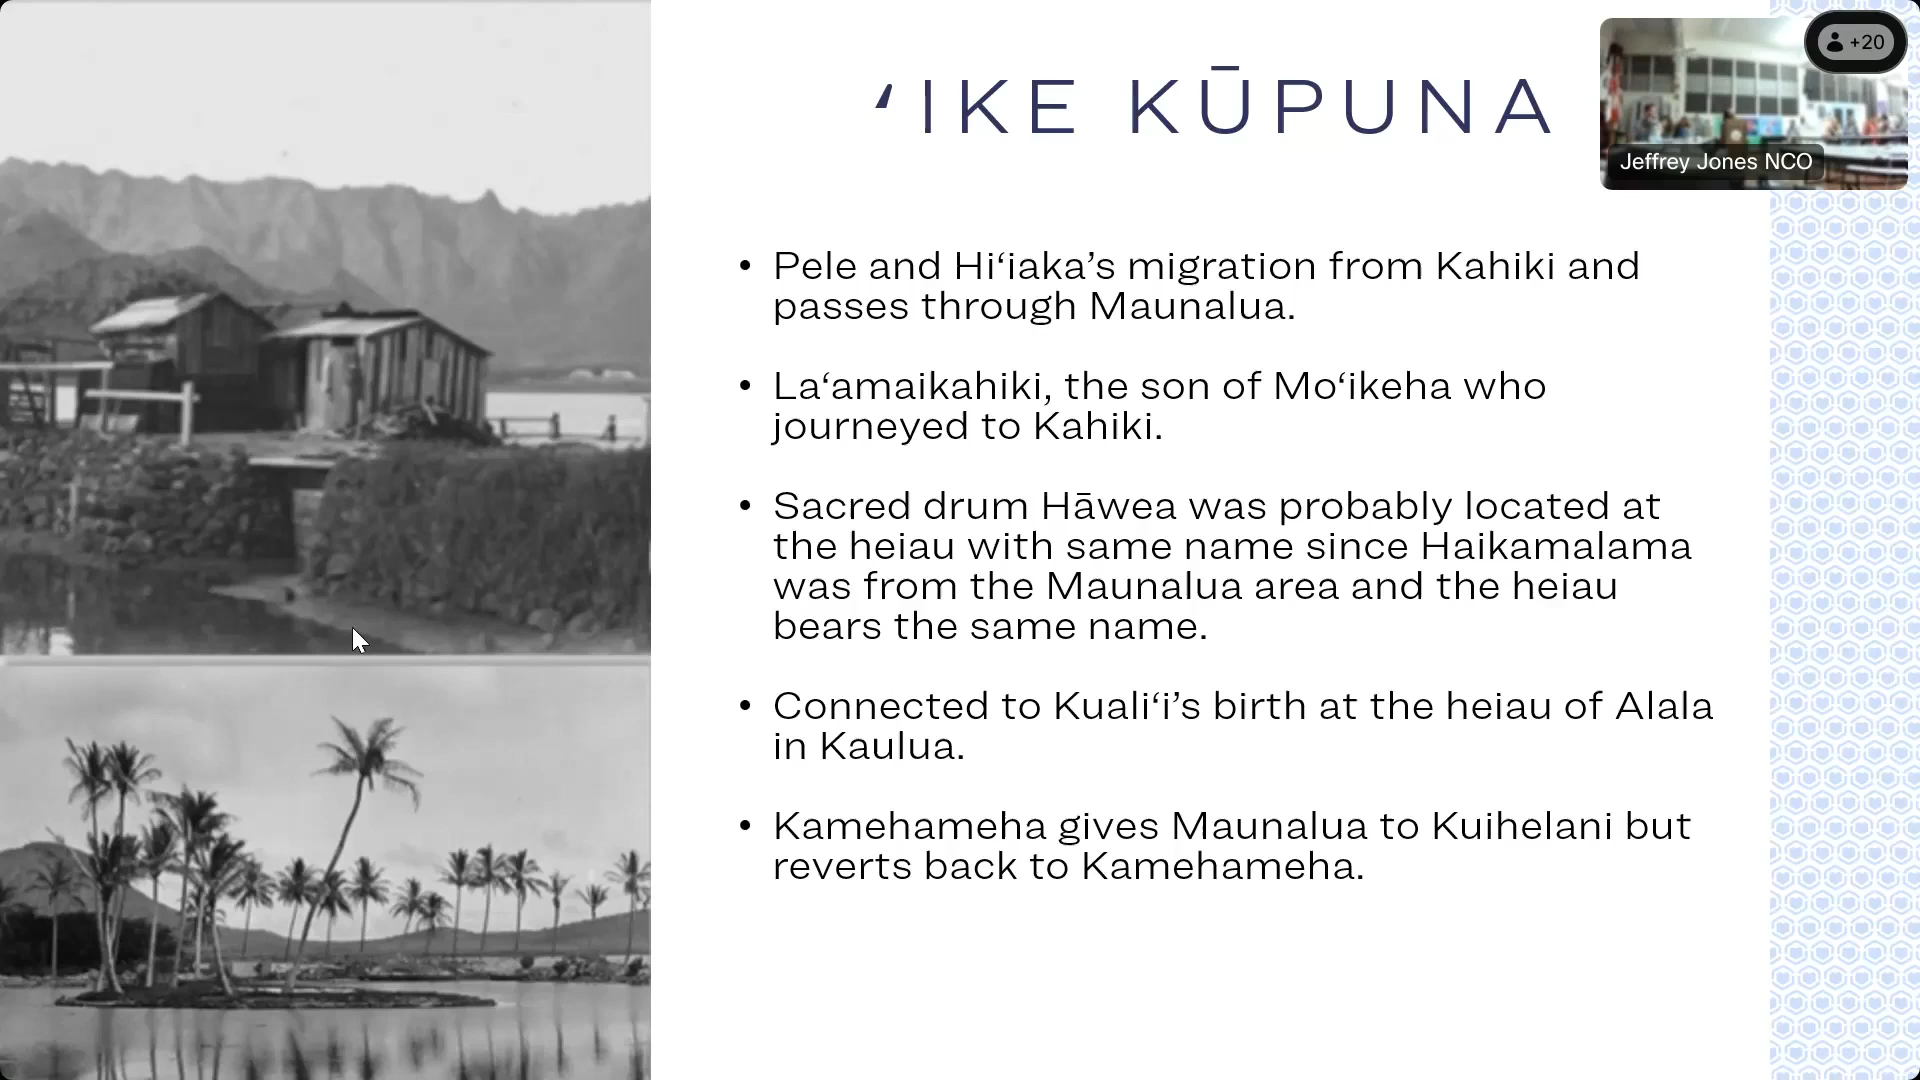 ʻIKE KŪPUNA
+20
Jeffrey Jones NCO
• Pele and Hiʻiaka’s migration from Kahiki and
passes through Maunalua.
• Laʻamaikahiki, the son of Moʻikeha who
journeyed to Kahiki.
• Sacred drum Hāwea was probably located at
the heiau with same name since Haikamalama
was from the Maunalua area and the heiau
bears the same name.
• Connected to Kualiʻi’s birth at the heiau of Alala
in Kaulua.
• Kamehameha gives Maunalua to Kuihelani but
reverts back to Kamehameha.